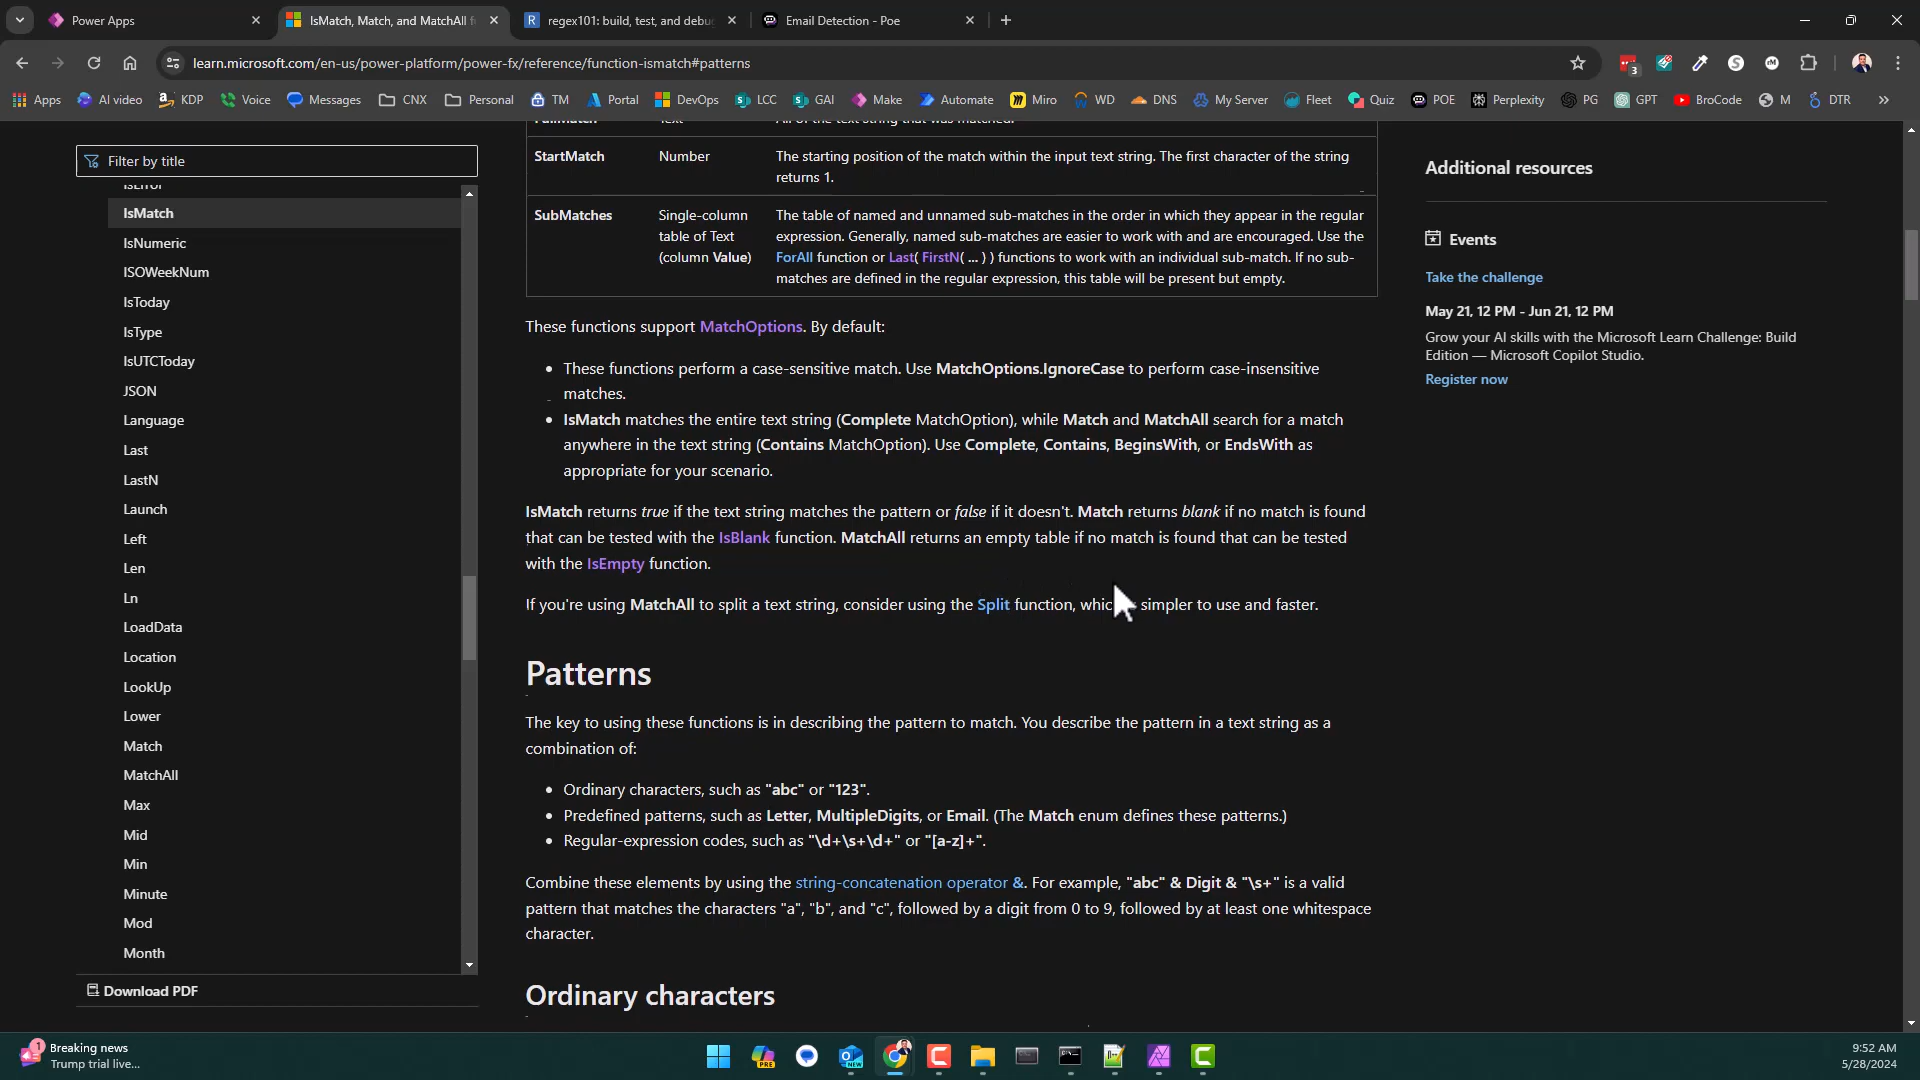 Power Apps
IsMatch, Match, and MatchAll f
regex101: build, test, and debu
Email Detection - Poe
learn.microsoft.com/en-us/power-platform/power-fx/reference/function-ismatch#patterns
3
Apps
AI video
KDP
Voice
Messages
CNX
Personal
TM
Portal
DevOps
LCC
GAI
Make
Automate
Miro
WD
DNS
My Server
Fleet
Quiz
POE
Perplexity
PG
GPT
BroCode
M
DTR
Filter by title
IsError
IsMatch
IsNumeric
ISOWeekNum
IsToday
IsType
IsUTCToday
JSON
Language
Last
LastN
Launch
Left
Len
Ln
LoadData
Location
LookUp
Lower
Match
MatchAll
Max
Mid
Min
Minute
Mod
Month
Download PDF
FullMatch Text All of the text string that was matched.
StartMatch Number The starting position of the match within the input text string. The first character of the string
returns 1.
SubMatches Single-column The table of named and unnamed sub-matches in the order in which they appear in the regular
table of Text expression. Generally, named sub-matches are easier to work with and are encouraged. Use the
(column Value) ForAll function or Last( FirstN( ... ) ) functions to work with an individual sub-match. If no sub-
matches are defined in the regular expression, this table will be present but empty.
These functions support MatchOptions. By default:
• These functions perform a case-sensitive match. Use MatchOptions.IgnoreCase to perform case-insensitive
matches.
• IsMatch matches the entire text string (Complete MatchOption), while Match and MatchAll search for a match
anywhere in the text string (Contains MatchOption). Use Complete, Contains, BeginsWith, or EndsWith as
appropriate for your scenario.
IsMatch returns true if the text string matches the pattern or false if it doesn't. Match returns blank if no match is found
that can be tested with the IsBlank function. MatchAll returns an empty table if no match is found that can be tested
with the IsEmpty function.
If you're using MatchAll to split a text string, consider using the Split function, whic simpler to use and faster.
Patterns
The key to using these functions is in describing the pattern to match. You describe the pattern in a text string as a
combination of:
• Ordinary characters, such as "abc" or "123".
• Predefined patterns, such as Letter, MultipleDigits, or Email. (The Match enum defines these patterns.)
• Regular-expression codes, such as "\d+\s+\d+" or "[a-z]+".
Combine these elements by using the string-concatenation operator &. For example, "abc" & Digit & "\s+" is a valid
pattern that matches the characters "a", "b", and "c", followed by a digit from 0 to 9, followed by at least one whitespace
character.
Ordinary characters
Additional resources
Events
Take the challenge
May 21, 12 PM - Jun 21, 12 PM
Grow your AI skills with the Microsoft Learn Challenge: Build
Edition — Microsoft Copilot Studio.
Register now
1
Breaking news
Trump trial live...
PRE
NEW
9:52 AM
5/28/2024